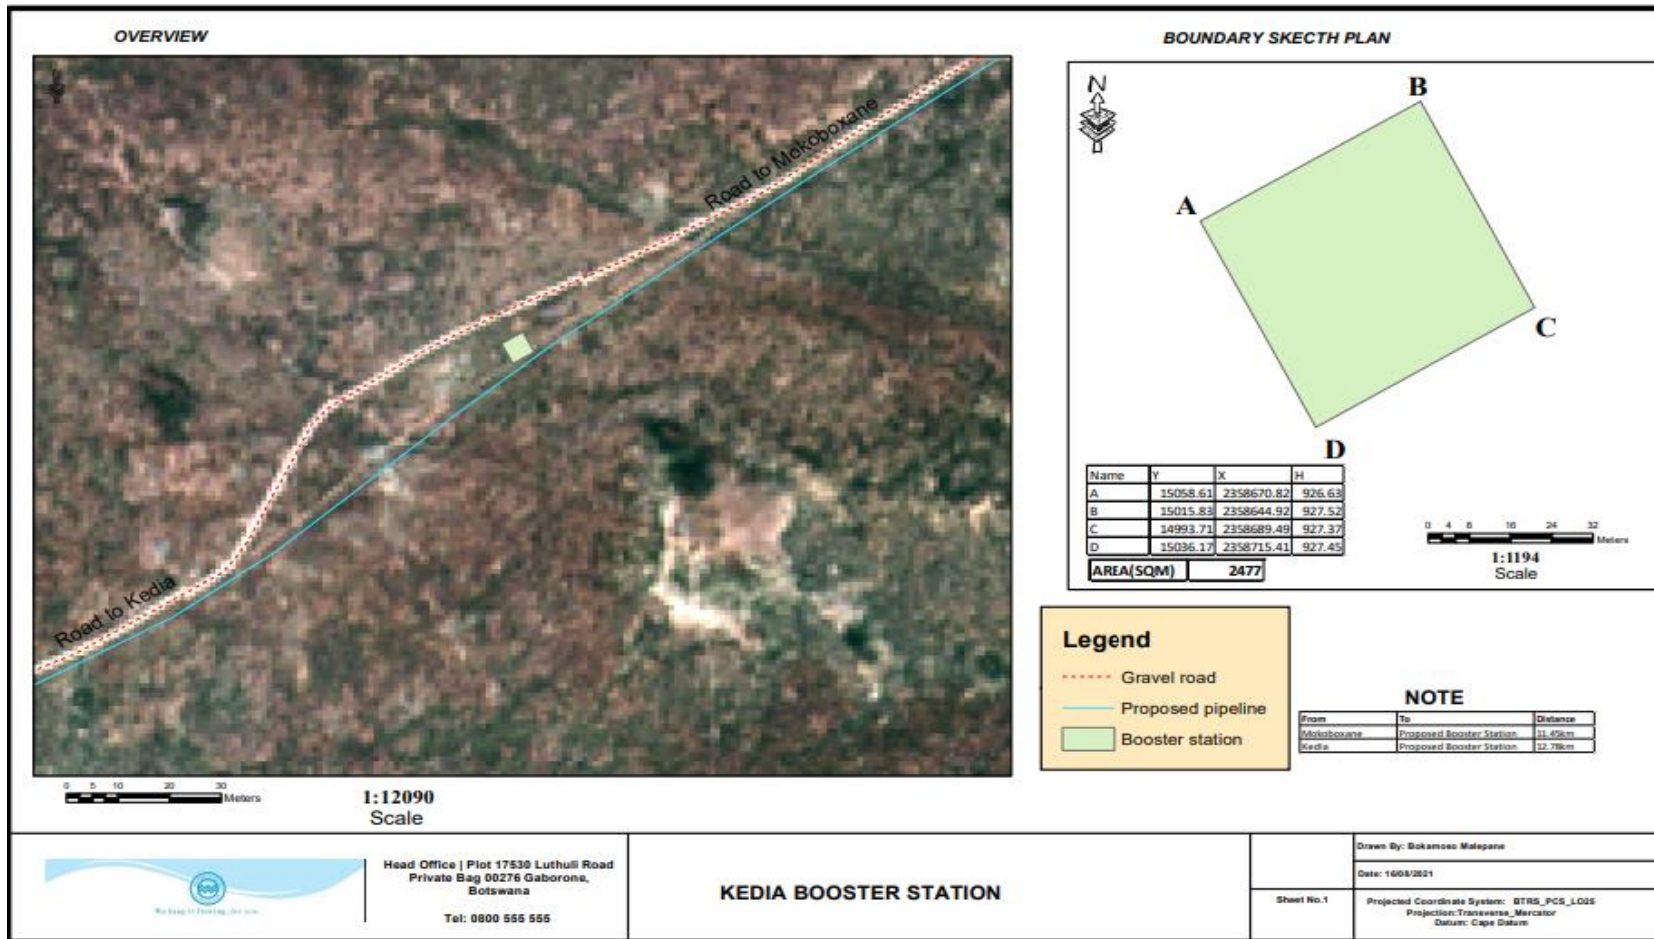 OVERVIEW
Road to Mokoboxane
Road to Kedia
0 5 10 20 30
Meters
1:12090
Scale
BOUNDARY SKECTH PLAN
N
A
B
C
D
Name Y X H
A 15058.61 2358670.82 926.63
B 15015.83 2358644.92 927.52
C 14993.71 2358689.49 927.37
D 15036.17 2358715.41 927.45
AREA(SQM) 2477
0 4 8 16 24 32
Meters
1:1194
Scale
Legend
Gravel road
Proposed pipeline
Booster station
NOTE
From To Distance
Mokoboxane Proposed Booster Station 11.45km
Kedia Proposed Booster Station 12.78km
Head Office | Plot 17530 Luthuli Road
Private Bag 00276 Gaborone,
Botswana
Tel: 0800 555 555
KEDIA BOOSTER STATION
Sheet No.1
Drawn By: Bokamoso Malepane
Date: 16/08/2021
Projected Coordinate System: BTRS_PCS_LO25
Projection:Transverse_Mercator
Datum: Cape Datum